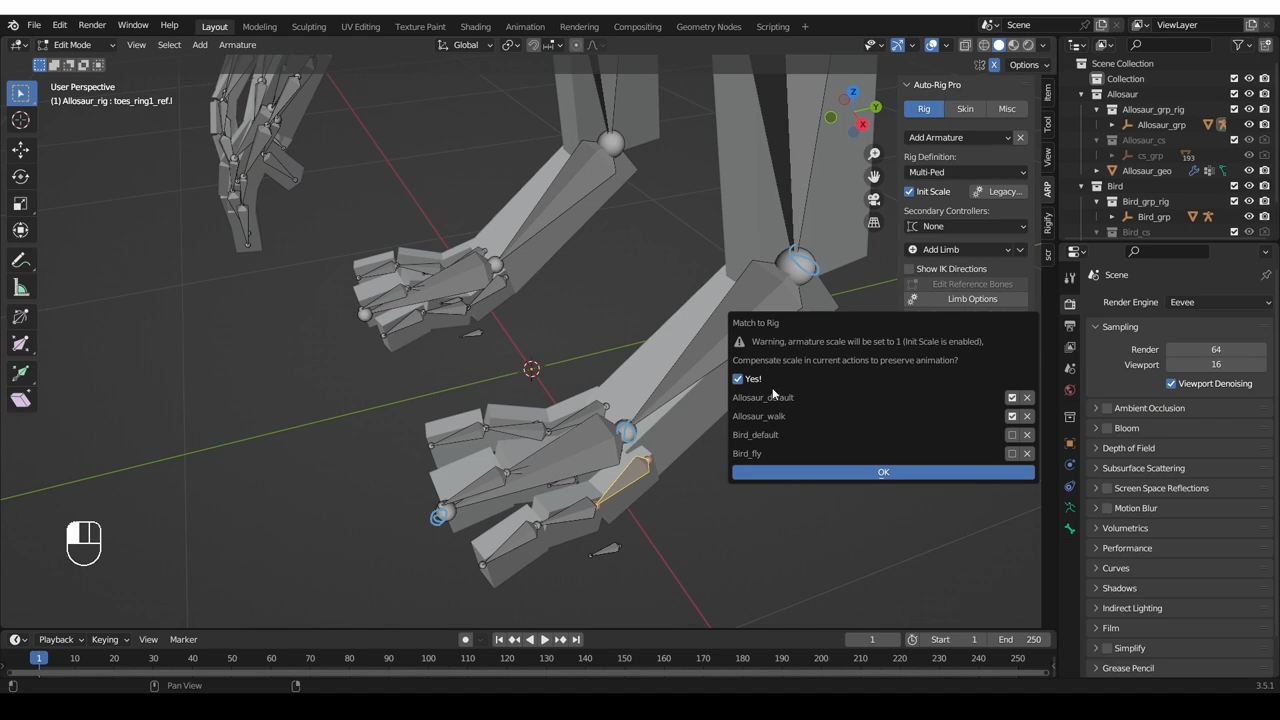 File Edit Render Window Help Layout Modeling Sculpting UV Editing Texture Paint Shading Animation Rendering Compositing Geometry Nodes Scripting + Scene ViewLayer
Edit Mode View Select Add Armature Global
Options
User Perspective
(1) Allosaur_rig : toes_ring1_ref.l
Z
Y
X
Auto-Rig Pro
Rig Skin Misc
Add Armature
Rig Definition:
Multi-Ped
Init Scale Legacy...
Secondary Controllers:
None
Add Limb
Show IK Directions
Edit Reference Bones
Limb Options
Item
Tool
View
ARP
Rigify
scr
Match to Rig
Warning, armature scale will be set to 1 (Init Scale is enabled),
Compensate scale in current actions to preserve animation?
Yes!
Allosaur_default
Allosaur_walk
Bird_default
Bird_fly
OK
Scene Collection
Collection
Allosaur
Allosaur_grp_rig
Allosaur_grp
Allosaur_cs
cs_grp 193
Allosaur_geo
Bird
Bird_grp_rig
Bird_grp
Bird_cs
Scene
Render Engine Eevee
Sampling
Render 64
Viewport 16
Viewport Denoising
Ambient Occlusion
Bloom
Depth of Field
Subsurface Scattering
Screen Space Reflections
Motion Blur
Volumetrics
Performance
Curves
Shadows
Indirect Lighting
Film
Simplify
Grease Pencil
Playback Keying View Marker 1 Start 1 End 250
1 10 20 30 40 50 60 70 80 90 100 110 120 130 140 150 160 170 180 190 200 210 220 230 240 250
Pan View 3.5.1